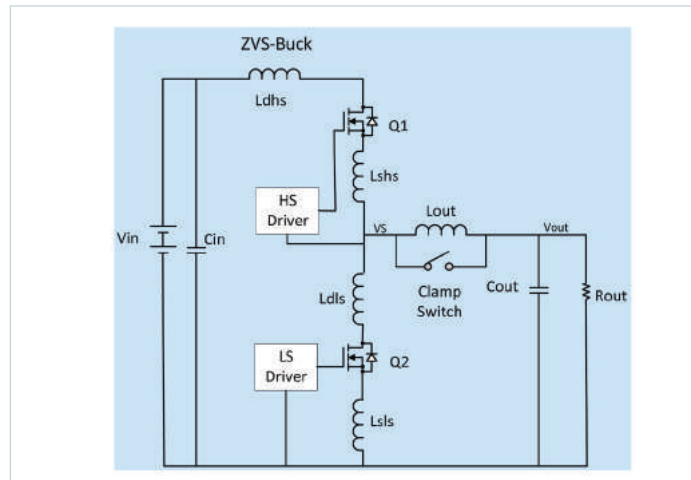 ZVS-Buck
Ldhs
Q1
Lshs
HS
Driver
VS
Lout
Vout
Vin
Cin
Ldls
Clamp
Switch
Cout
Rout
LS
Driver
Q2
Lsls